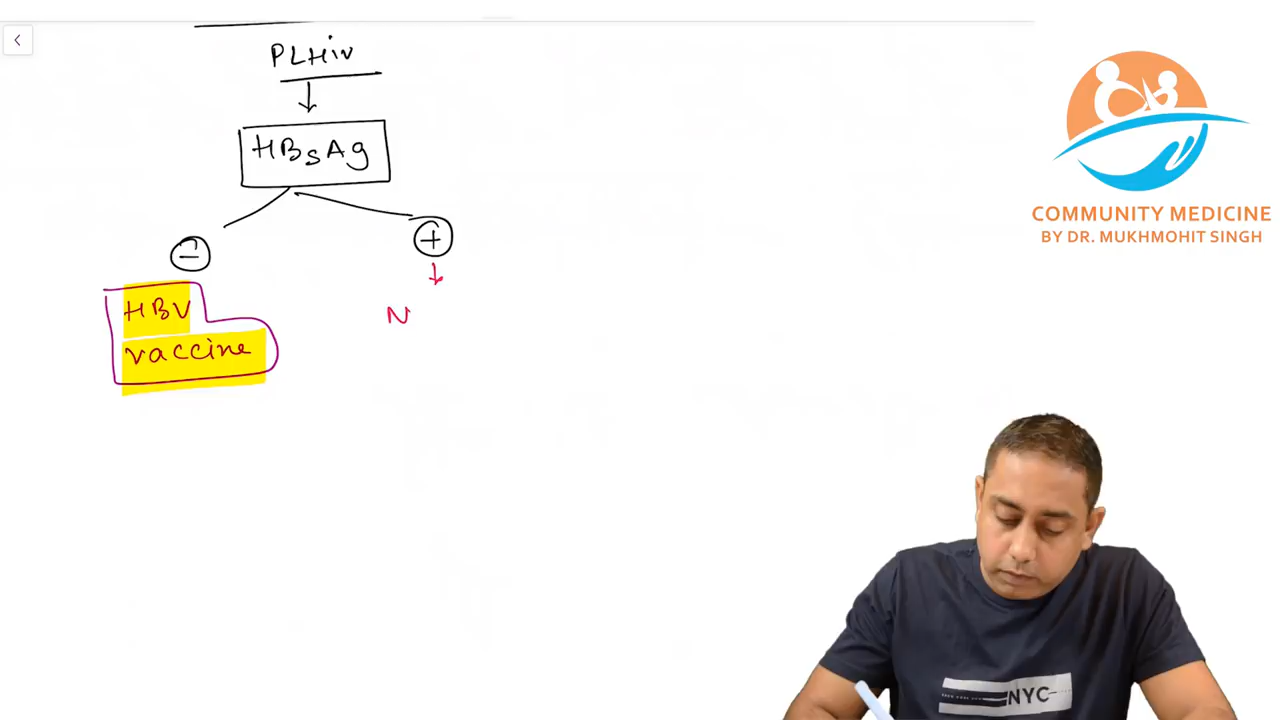 PLHiv
HBsAg
−
+
HBV
vaccine
N
COMMUNITY MEDICINE
BY DR. MUKHMOHIT SINGH
NYC